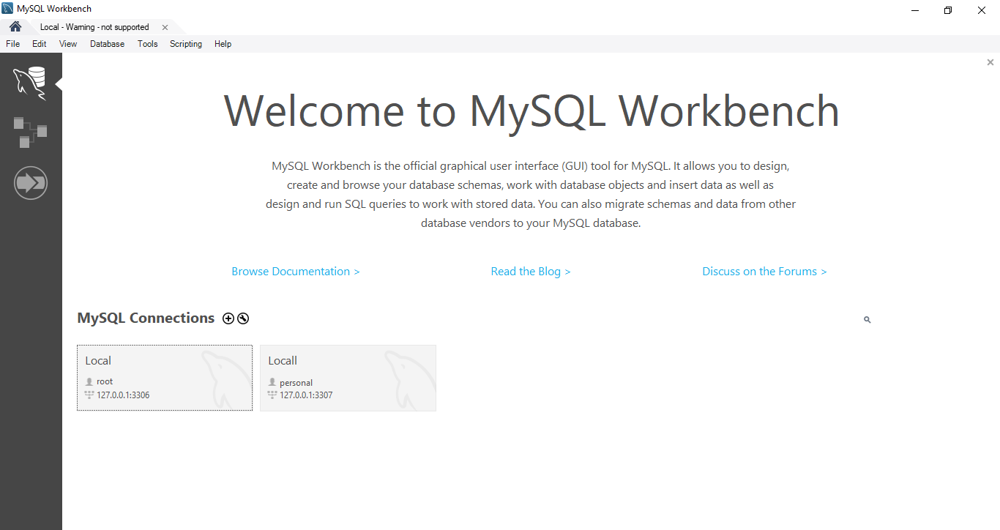 MySQL Workbench
Local - Warning - not supported
File Edit View Database Tools Scripting Help
Welcome to MySQL Workbench
MySQL Workbench is the official graphical user interface (GUI) tool for MySQL. It allows you to design,
create and browse your database schemas, work with database objects and insert data as well as
design and run SQL queries to work with stored data. You can also migrate schemas and data from other
database vendors to your MySQL database.
Browse Documentation > Read the Blog > Discuss on the Forums >
MySQL Connections
Local
root
127.0.0.1:3306
Locall
personal
127.0.0.1:3307